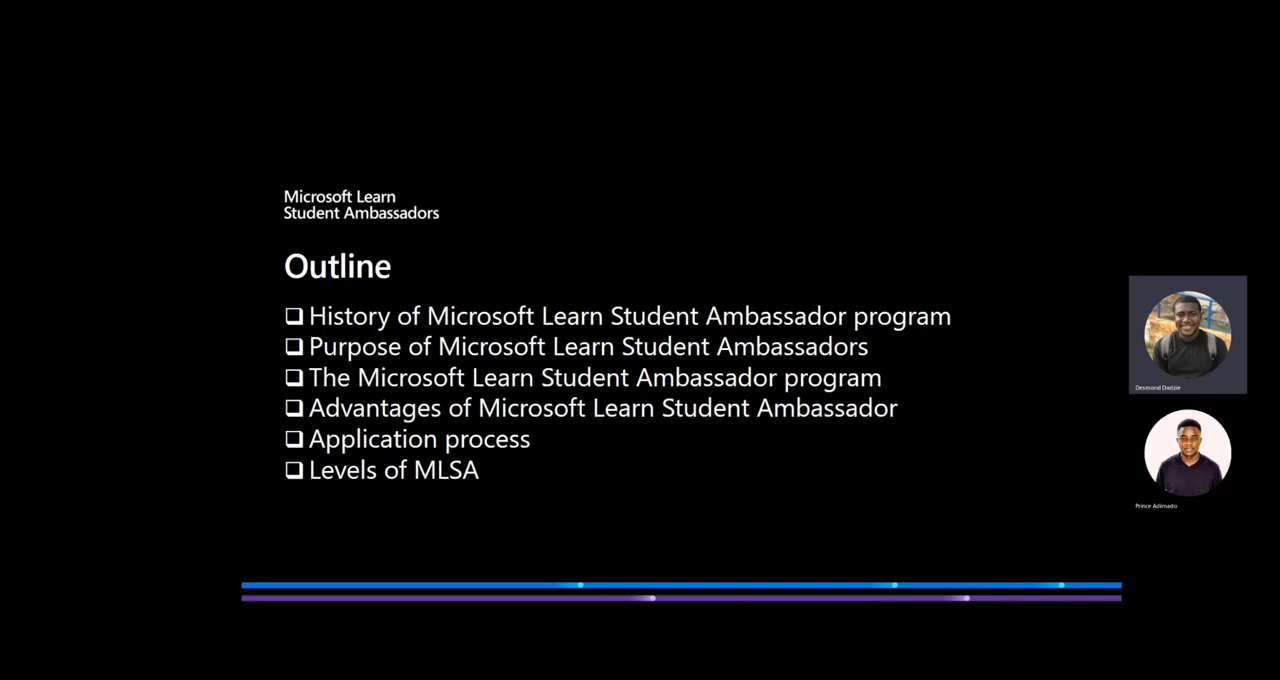 Microsoft Learn
Student Ambassadors
Outline
❑ History of Microsoft Learn Student Ambassador program
❑ Purpose of Microsoft Learn Student Ambassadors
❑ The Microsoft Learn Student Ambassador program
❑ Advantages of Microsoft Learn Student Ambassador
❑ Application process
❑ Levels of MLSA
Desmond Dadzie
Prince Adimado